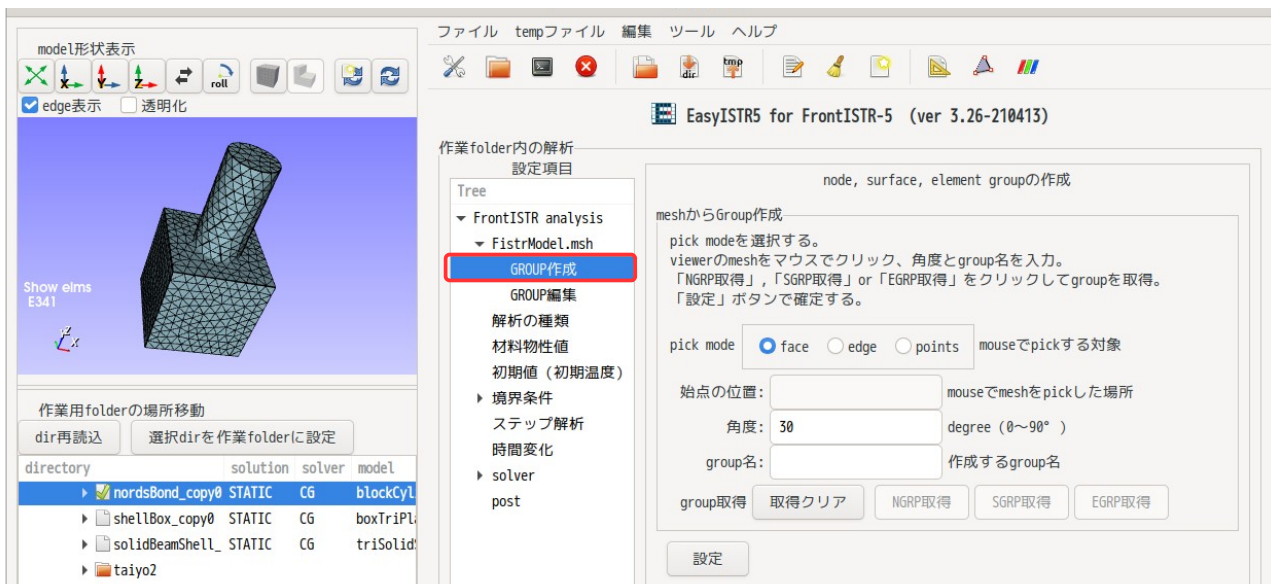 model形状表示
roll
edge表示 透明化
Show elms
E341
Z
X
作業用folderの場所移動
dir再読込 選択dirを作業folderに設定
directory solution solver model
nordsBond_copy0 STATIC CG blockCyl
shellBox_copy0 STATIC CG boxTriPl
solidBeamShell_ STATIC CG triSolid
taiyo2
ファイル tempファイル 編集 ツール ヘルプ
dir tmp
EasyISTR5 for FrontISTR-5 (ver 3.26-210413)
作業folder内の解析
設定項目
Tree
FrontISTR analysis
FistrModel.msh
GROUP作成
GROUP編集
解析の種類
材料物性値
初期値 (初期温度)
境界条件
ステップ解析
時間変化
solver
post
node, surface, element groupの作成
meshからGroup作成
pick modeを選択する。
viewerのmeshをマウスでクリック、角度とgroup名を入力。
「NGRP取得」,「SGRP取得」or「EGRP取得」をクリックしてgroupを取得。
「設定」ボタンで確定する。
pick mode face edge points mouseでpickする対象
始点の位置: mouseでmeshをpickした場所
角度: 30 degree (0～90° )
group名: 作成するgroup名
group取得 取得クリア NGRP取得 SGRP取得 EGRP取得
設定